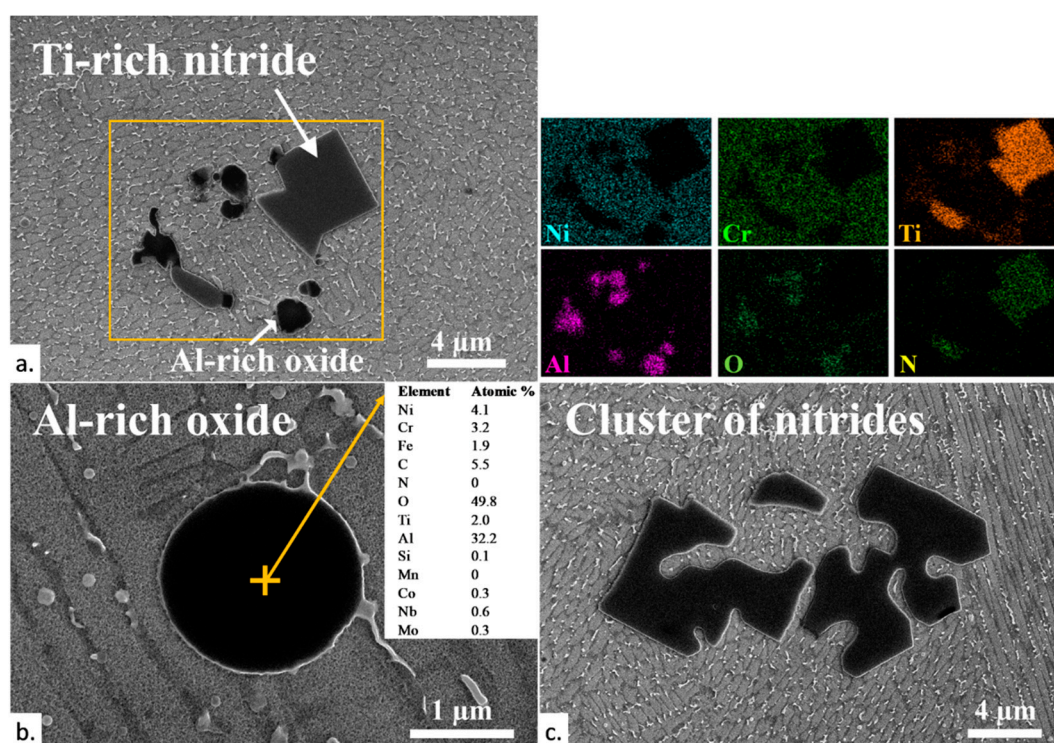 Ti-rich nitride
Al-rich oxide
4 µm
a.
Ni
Cr
Ti
Al
O
N
Al-rich oxide
Element Atomic %
Ni 4.1
Cr 3.2
Fe 1.9
C 5.5
N 0
O 49.8
Ti 2.0
Al 32.2
Si 0.1
Mn 0
Co 0.3
Nb 0.6
Mo 0.3
1 µm
b.
Cluster of nitrides
4 µm
c.